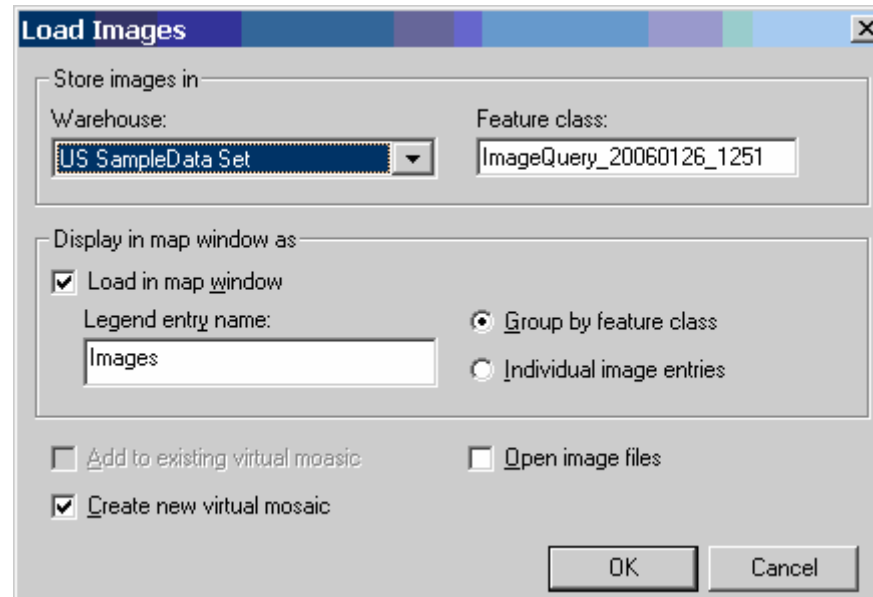 Load Images
Store images in
Warehouse:
US SampleData Set
Feature class:
ImageQuery_20060126_1251
Display in map window as
Load in map window
Legend entry name:
Images
Group by feature class
Individual image entries
Add to existing virtual moasic
Open image files
Create new virtual mosaic
OK
Cancel